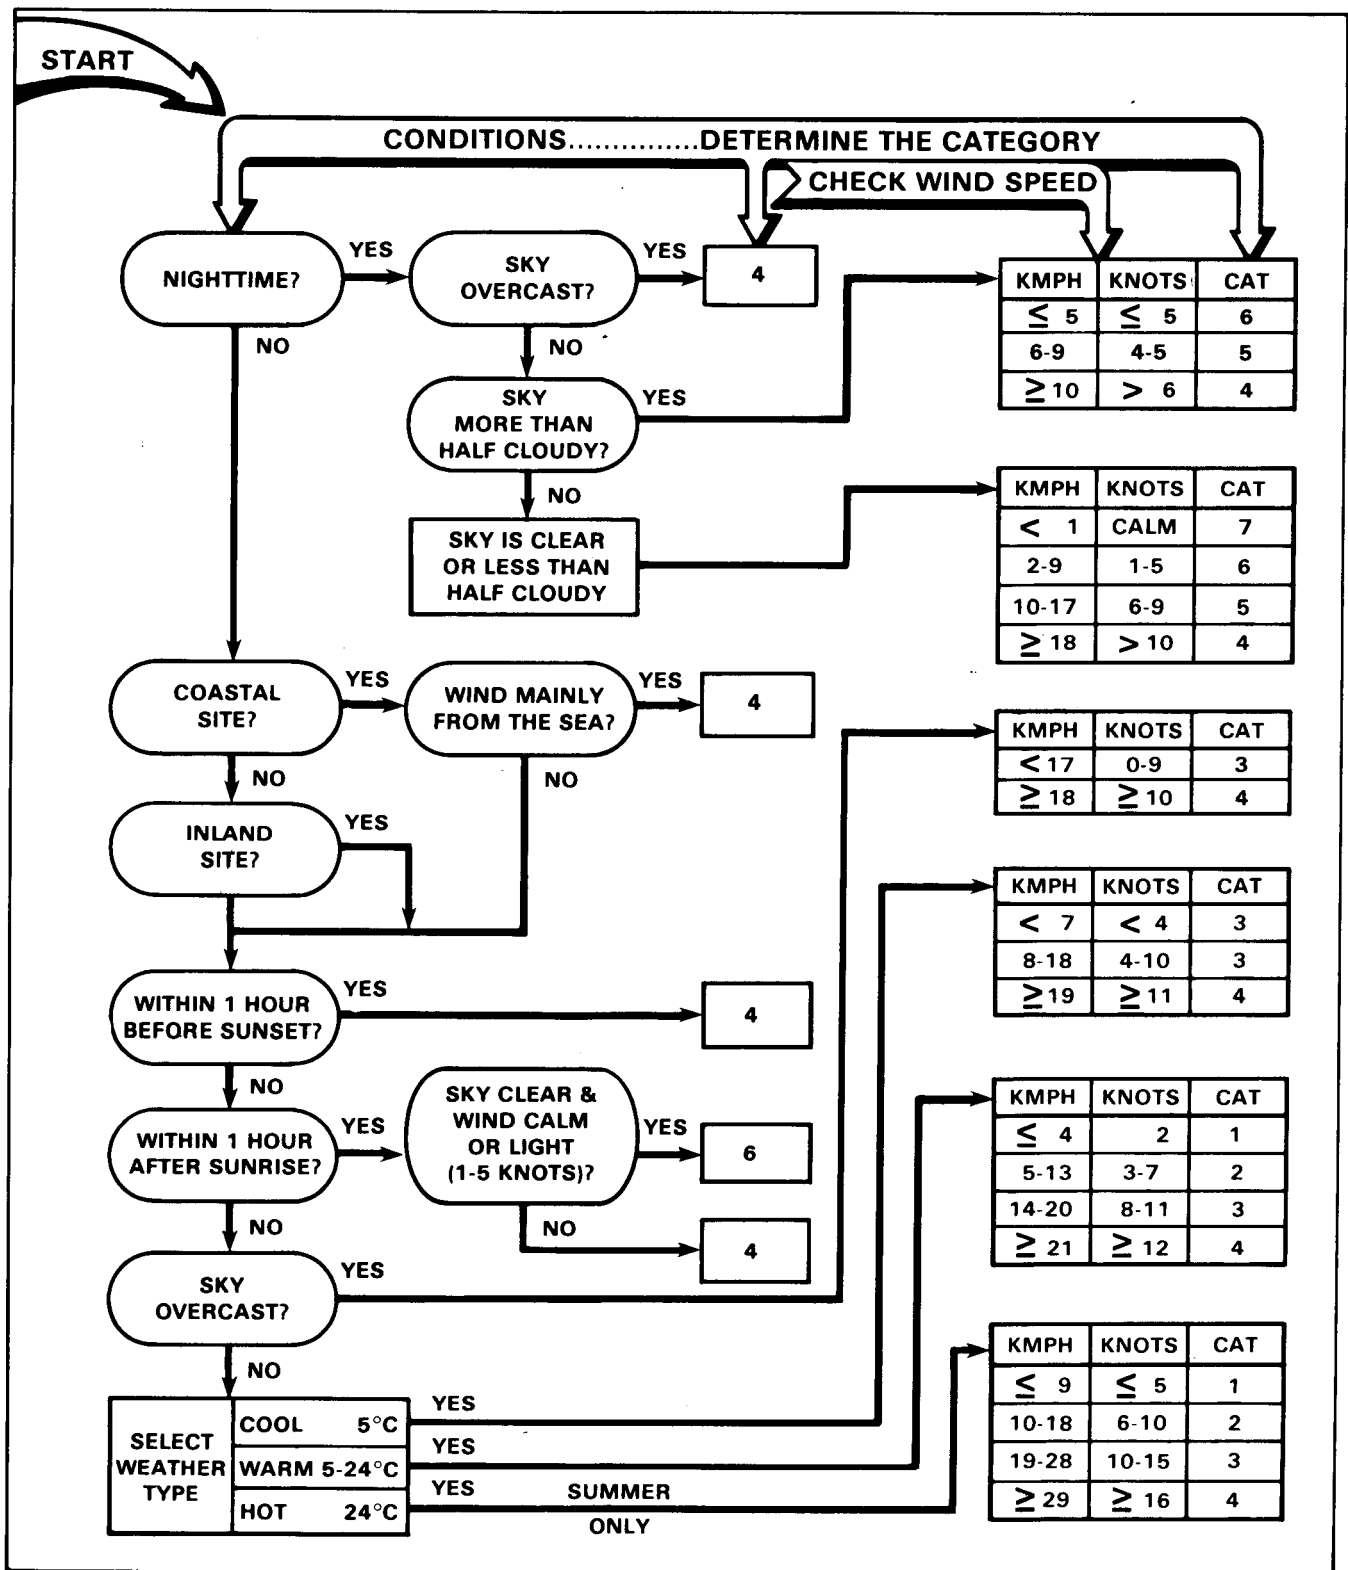 START
CONDITIONS...............DETERMINE THE CATEGORY
CHECK WIND SPEED
NIGHTTIME?
YES
SKY
OVERCAST?
YES
4
NO
NO
SKY
MORE THAN
HALF CLOUDY?
YES
NO
SKY IS CLEAR
OR LESS THAN
HALF CLOUDY
KMPH KNOTS CAT
≤ 5 ≤ 5 6
6-9 4-5 5
≥ 10 > 6 4
KMPH KNOTS CAT
< 1 CALM 7
2-9 1-5 6
10-17 6-9 5
≥ 18 > 10 4
COASTAL
SITE?
YES
WIND MAINLY
FROM THE SEA?
YES
4
NO
NO
INLAND
SITE?
YES
KMPH KNOTS CAT
< 17 0-9 3
≥ 18 ≥ 10 4
KMPH KNOTS CAT
< 7 < 4 3
8-18 4-10 3
≥ 19 ≥ 11 4
WITHIN 1 HOUR
BEFORE SUNSET?
YES
4
NO
WITHIN 1 HOUR
AFTER SUNRISE?
YES
SKY CLEAR &
WIND CALM
OR LIGHT
(1-5 KNOTS)?
YES
6
NO
4
NO
KMPH KNOTS CAT
≤ 4 2 1
5-13 3-7 2
14-20 8-11 3
≥ 21 ≥ 12 4
SKY
OVERCAST?
YES
NO
SELECT
WEATHER
TYPE
COOL 5°C
YES
WARM 5-24°C
YES
HOT 24°C
YES
SUMMER
ONLY
KMPH KNOTS CAT
≤ 9 ≤ 5 1
10-18 6-10 2
19-28 10-15 3
≥ 29 ≥ 16 4